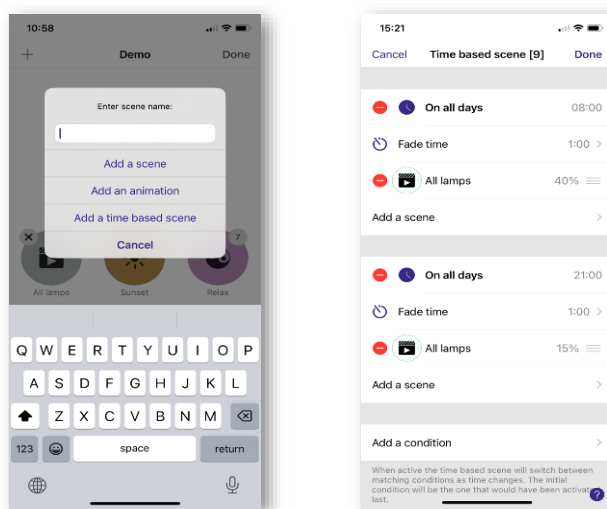 10:58
Demo
Done
Enter scene name:
Add a scene
Add an animation
Add a time based scene
Cancel
7
All lamps
Sunset
Relax
Q W E R T Y U I O P
A S D F G H J K L
Z X C V B N M
123
space
return
15:21
Cancel
Time based scene [9]
Done
On all days
08:00
Fade time
1:00
All lamps
40%
Add a scene
On all days
21:00
Fade time
1:00
All lamps
15%
Add a scene
Add a condition
When active the time based scene will switch between
matching conditions as time changes. The initial
condition will be the one that would have been activated
last.
?